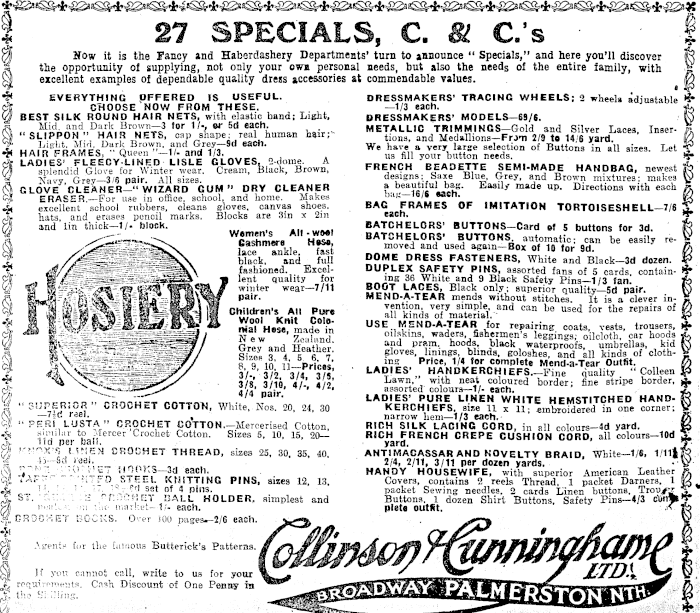 27 SPECIALS, C. & C.'s
Now it is the Fancy and Haberdashery Departments' turn to announce "Specials," and here you'll discover
the opportunity of supplying, not only your own personal needs, but also the needs of the entire family, with
excellent examples of dependable quality dress accessories at commendable values.
EVERYTHING OFFERED IS USEFUL.
CHOOSE NOW FROM THESE.
BEST SILK ROUND HAIR NETS, with elastic band; Light,
Mid. and Dark Brown—3 for 1/-, or 5d each.
"SLIPPON" HAIR NETS, cap shape; real human hair;
Light, Mid, Dark Brown, and Grey—9d each.
HAIR FRAMES, "Queen"—1/- and 1/3.
LADIES' FLEECY-LINED LISLE GLOVES, 2-dome. A
splendid Glove for Winter wear. Cream, Black, Brown,
Navy, Grey—3/6 pair. All sizes.
GLOVE CLEANER—"WIZARD GUM" DRY CLEANER
ERASER.—For use in office, school, and home. Makes
excellent school rubbers, cleans gloves, canvas shoes,
hats, and erases pencil marks. Blocks are 3in x 2in
and 1in thick—1/- block.
HOSIERY
Women's All-wool
Cashmere Hose,
lace ankle, fast
black, and full
fashioned. Excel-
lent quality for
winter wear—7/11
pair.
Children's All Pure
Wool Knit Colo-
nial Hose, made in
New Zealand.
Grey and Heather.
Sizes 3, 4, 5, 6, 7,
8, 9, 10, 11—Prices,
3/-, 3/2, 3/4, 3/6,
3/8, 3/10, 4/-, 4/2,
4/4 pair.
"SUPERIOR" CROCHET COTTON, White, Nos. 20, 24, 30
—7½d reel.
"PERI LUSTA" CROCHET COTTON.—Mercerised Cotton,
similar to Mercer Crochet Cotton. Sizes 5, 10, 15, 20—
11d per ball.
LINEN CROCHET THREAD, sizes 25, 30, 35, 40,
reel.
CROCHET HOOKS—3d each.
STEEL KNITTING PINS, sizes 12, 13,
set of 4 pins.
CROCHET BALL HOLDER, simplest and
on the market—1/- each.
CROCHET BOOKS. Over 100 pages—2/6 each.
Agents for the famous Butterick's Patterns.
If you cannot call, write to us for your
requirements. Cash Discount of One Penny in
the Shilling.
DRESSMAKERS' TRACING WHEELS; 2 wheels adjustable
—1/3 each.
DRESSMAKERS' MODELS—69/6.
METALLIC TRIMMINGS—Gold and Silver Laces, Inser-
tions, and Medallions—From 2/9 to 14/6 yard.
We have a very large selection of Buttons in all sizes. Let
us fill your button needs.
FRENCH BEADETTE SEMI-MADE HANDBAG, newest
designs; Saxe Blue, Grey, and Brown mixtures; makes
a beautiful bag. Easily made up. Directions with each
bag—16/6 each.
BAG FRAMES OF IMITATION TORTOISESHELL—7/6
each.
BATCHELORS' BUTTONS—Card of 5 buttons for 3d.
BATCHELORS' BUTTONS, automatic; can be easily re-
moved and used again—Box of 10 for 9d.
DOME DRESS FASTENERS, White and Black—3d dozen.
DUPLEX SAFETY PINS, assorted fans of 5 cards, contain-
ing 36 White and 9 Black Safety Pins—1/3 fan.
BOOT LACES, Black only; superior quality—5d pair.
MEND-A-TEAR mends without stitches. It is a clever in-
vention, very simple, and can be used for the repairs of
all kinds of material.
USE MEND-A-TEAR for repairing coats, vests, trousers,
oilskins, waders, fishermen's leggings; oilcloth, car hoods
and pram. hoods, black waterproofs, umbrellas, kid
gloves, linings, blinds, goloshes, and all kinds of cloth-
ing Price, 1/4 for complete Mend-a-Tear Outfit.
LADIES' HANDKERCHIEFS.—Fine quality "Colleen
Lawn," with neat coloured border; fine stripe border,
assorted colours—1/- each.
LADIES' PURE LINEN WHITE HEMSTITCHED HAND-
KERCHIEFS, size 11 x 11; embroidered in one corner;
narrow hem—1/3 each.
RICH SILK LACING CORD, in all colours—4d yard.
RICH FRENCH CREPE CUSHION CORD, all colours—10d
yard.
ANTIMACASSAR AND NOVELTY BRAID, White—1/6, 1/11
2/4, 2/11, 3/11 per dozen yards.
HANDY HOUSEWIFE, with superior American Leather
Covers, contains 2 reels Thread, 1 packet Darners, 1
packet Sewing needles, 2 cards Linen buttons, Trouser
Buttons, 1 dozen Shirt Buttons, Safety Pins—4/3 com-
plete outfit.
Collinson & Cunninghame
LTD.
BROADWAY PALMERSTON NTH.